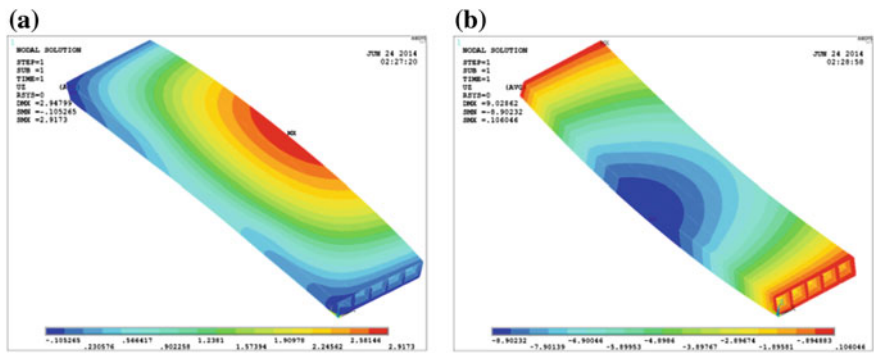 (a)
1
NODAL SOLUTION
STEP=1
SUB =1
TIME=1
UZ
RSYS=0
DMX =2.94799
SMN =-.105265
SMX =2.9173
JUN 24 2014
02:27:20
MX
-.105265
.230576
.566417
.902258
1.2381
1.57394
1.90978
2.24562
2.58146
2.9173
(b)
1
NODAL SOLUTION
STEP=1
SUB =1
TIME=1
UZ (AVG)
RSYS=0
DMX =9.02862
SMN =-8.90232
SMX =.106046
JUN 24 2014
02:28:58
-8.90232
-7.90139
-6.90046
-5.89953
-4.8986
-3.89767
-2.89674
-1.89581
-.894883
.106046